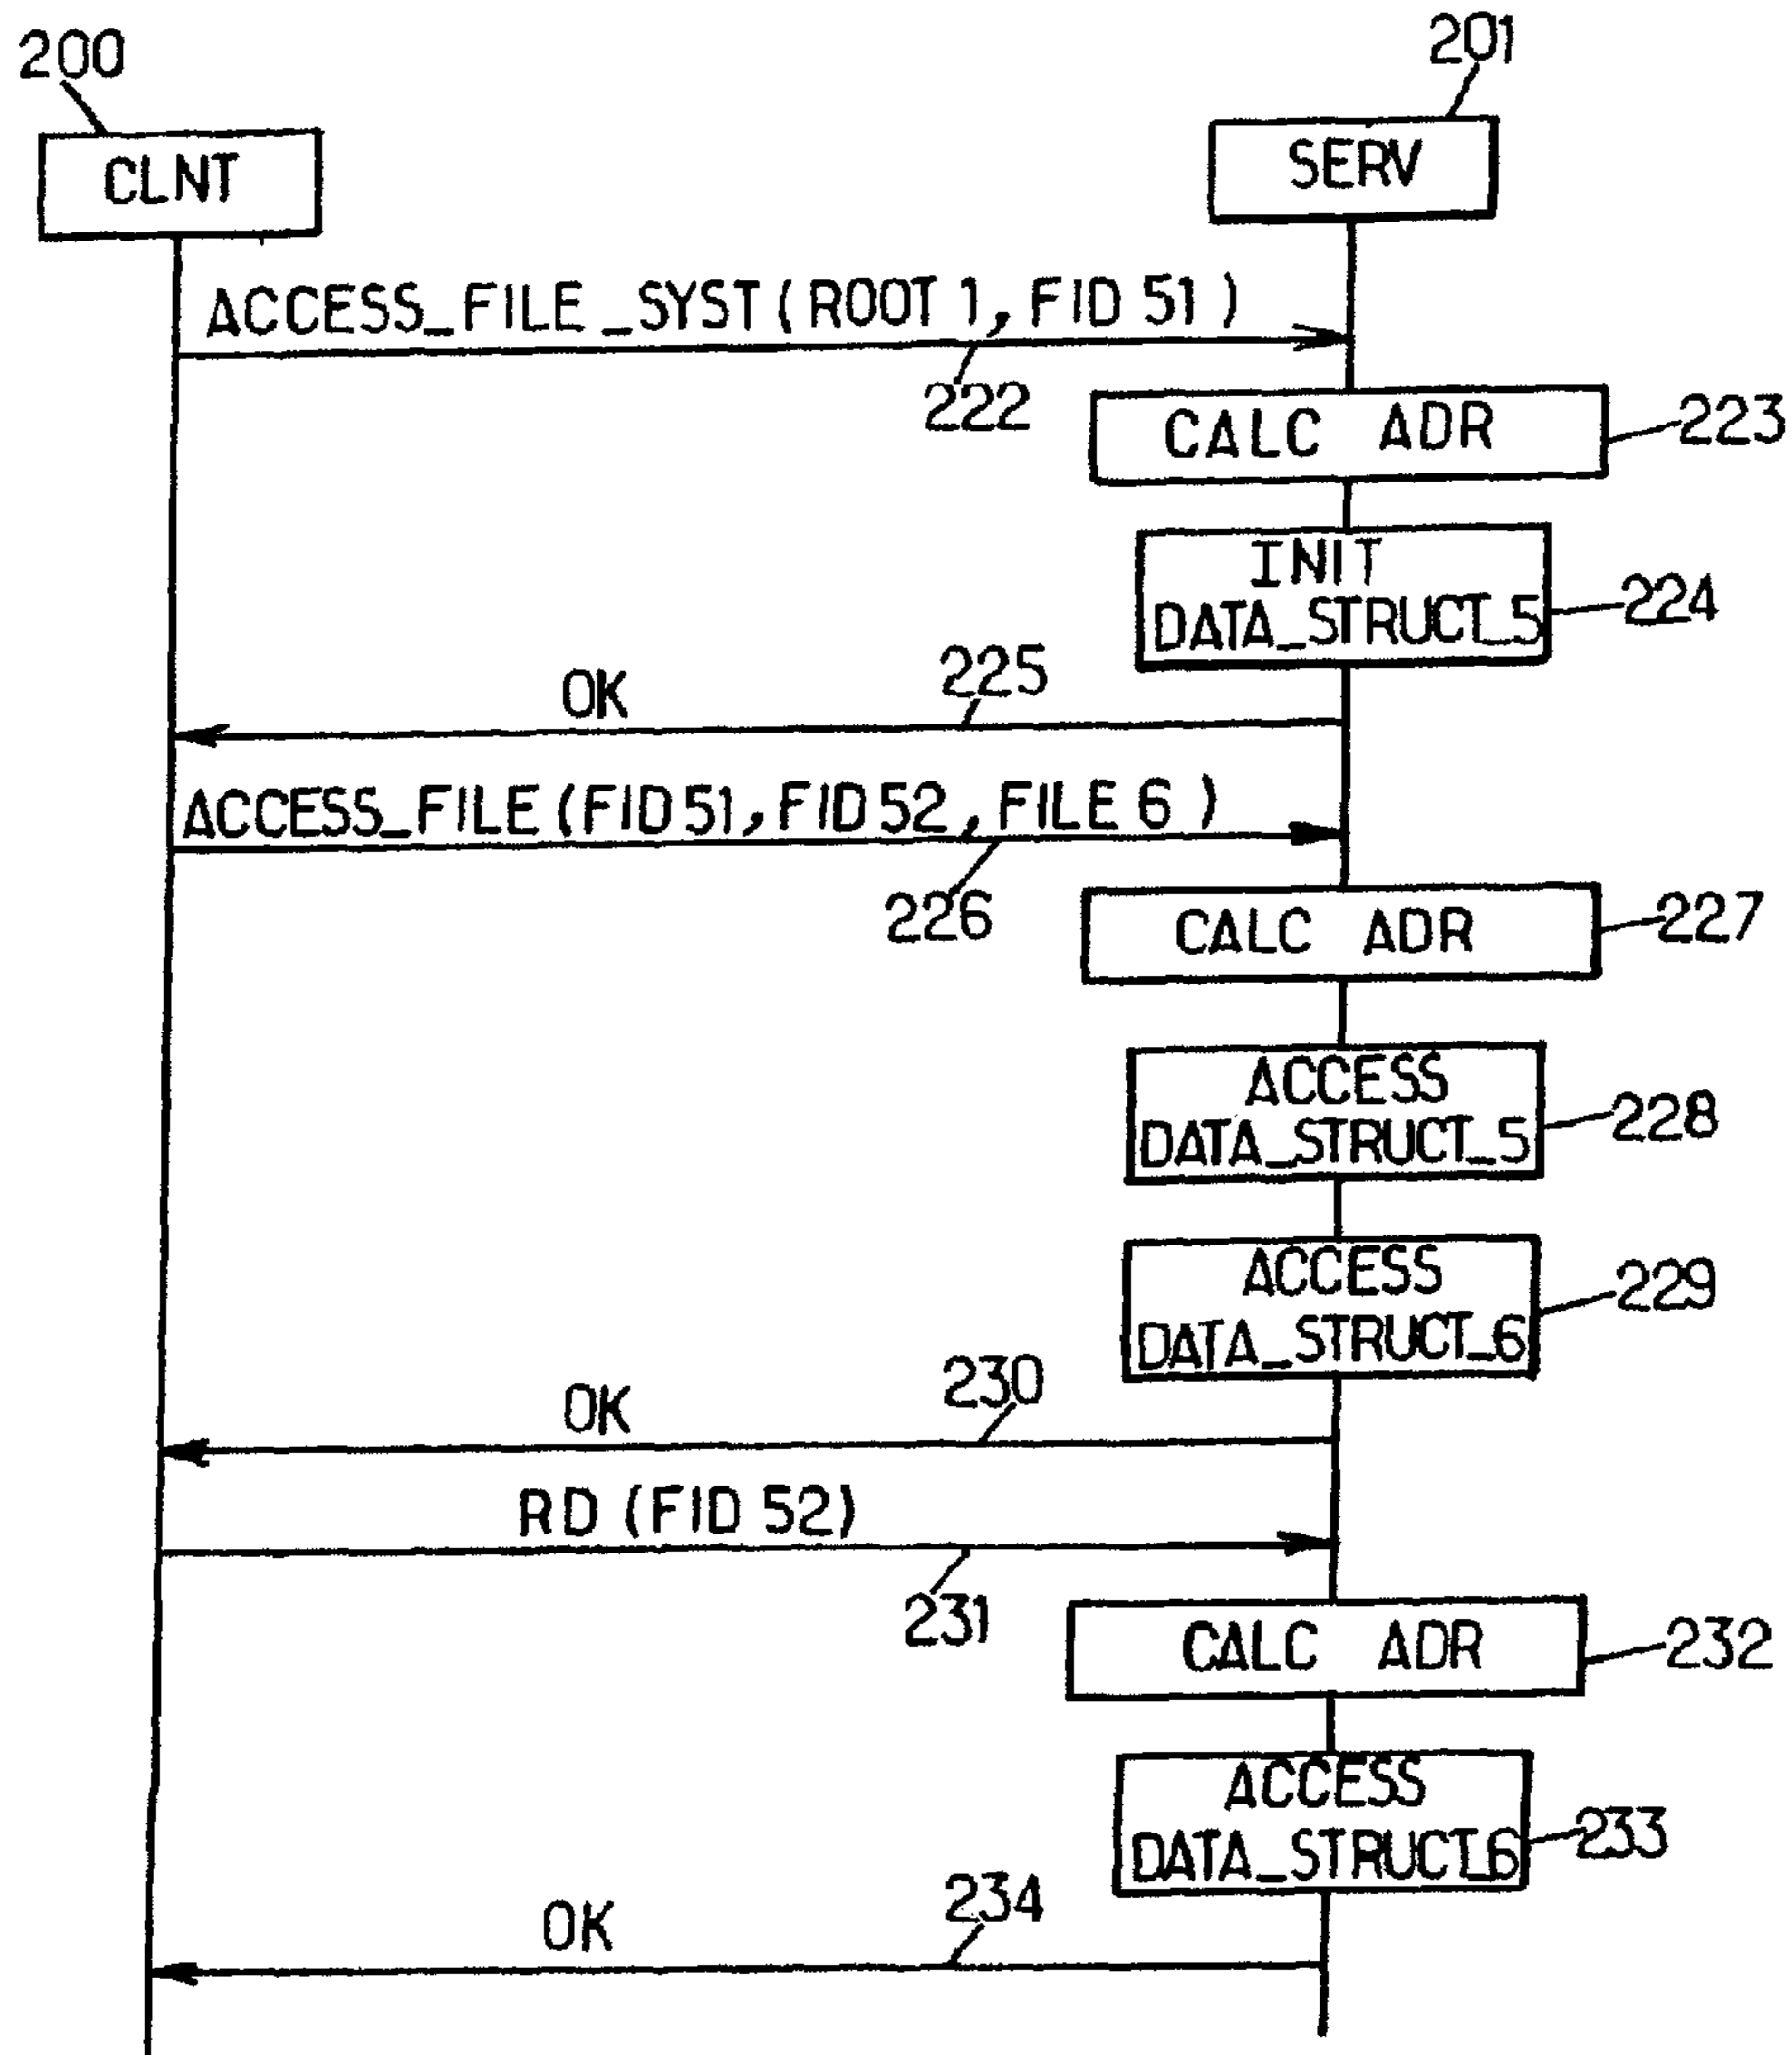 200
201
CLNT
SERV
ACCESS_FILE_SYST (ROOT 1, FID 51)
222
CALC ADR
223
INIT
DATA_STRUCT_5
224
225
OK
ACCESS_FILE (FID 51, FID 52, FILE 6)
226
CALC ADR
227
ACCESS
DATA_STRUCT_5
228
ACCESS
DATA_STRUCT_6
229
230
OK
RD (FID 52)
231
CALC ADR
232
ACCESS
DATA_STRUCT_6
233
234
OK